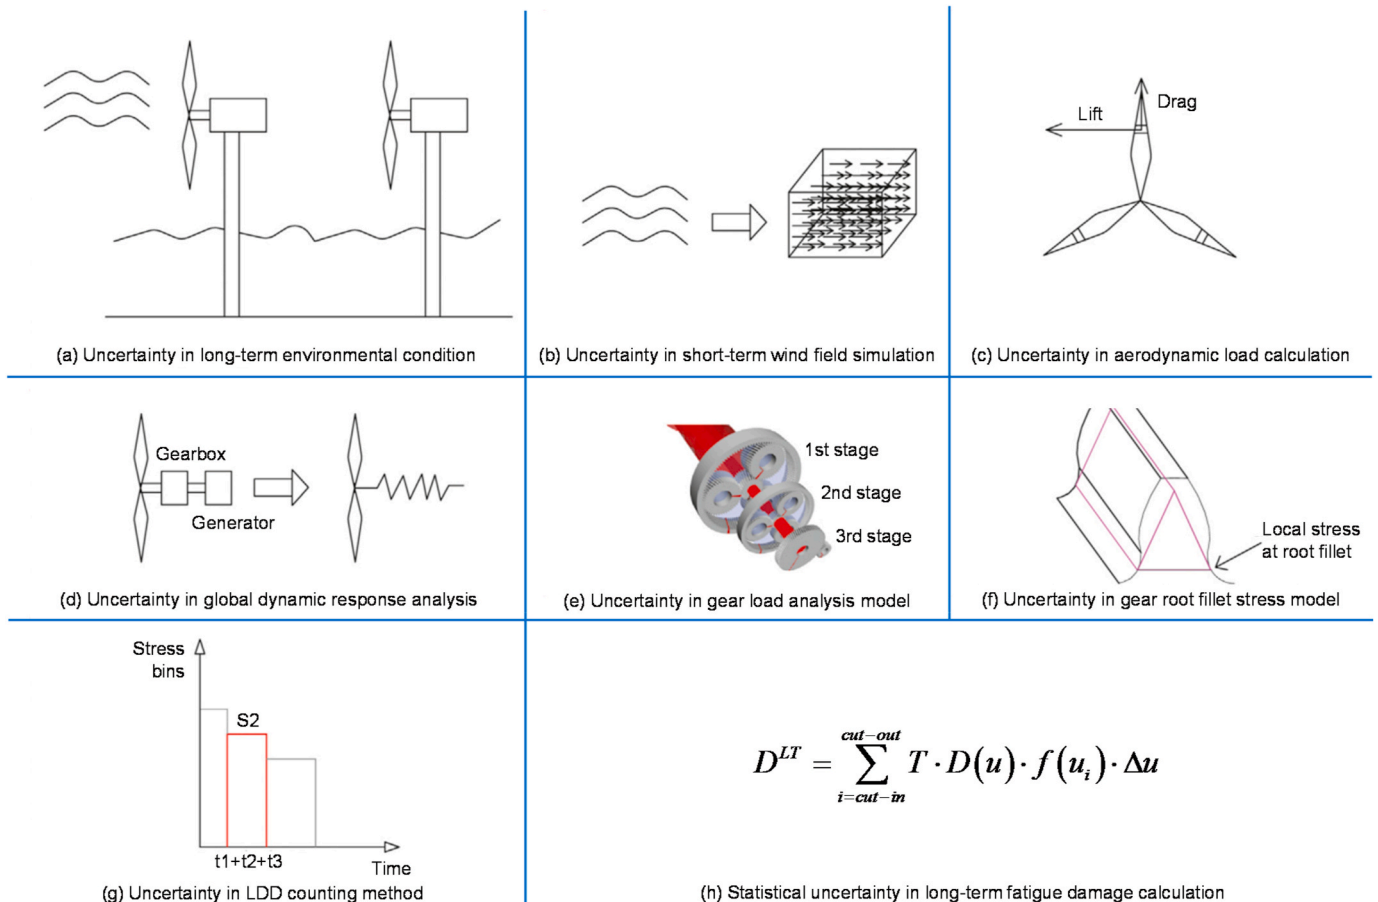 Lift
Drag
(a) Uncertainty in long-term environmental condition
(b) Uncertainty in short-term wind field simulation
(c) Uncertainty in aerodynamic load calculation
Gearbox
Generator
(d) Uncertainty in global dynamic response analysis
1st stage
2nd stage
3rd stage
(e) Uncertainty in gear load analysis model
Local stress
at root fillet
(f) Uncertainty in gear root fillet stress model
Stress
bins
S2
t1+t2+t3
Time
(g) Uncertainty in LDD counting method
cut-out
D^{LT} = ∑ T · D(u) · f(u_i) · Δu
i=cut-in
(h) Statistical uncertainty in long-term fatigue damage calculation